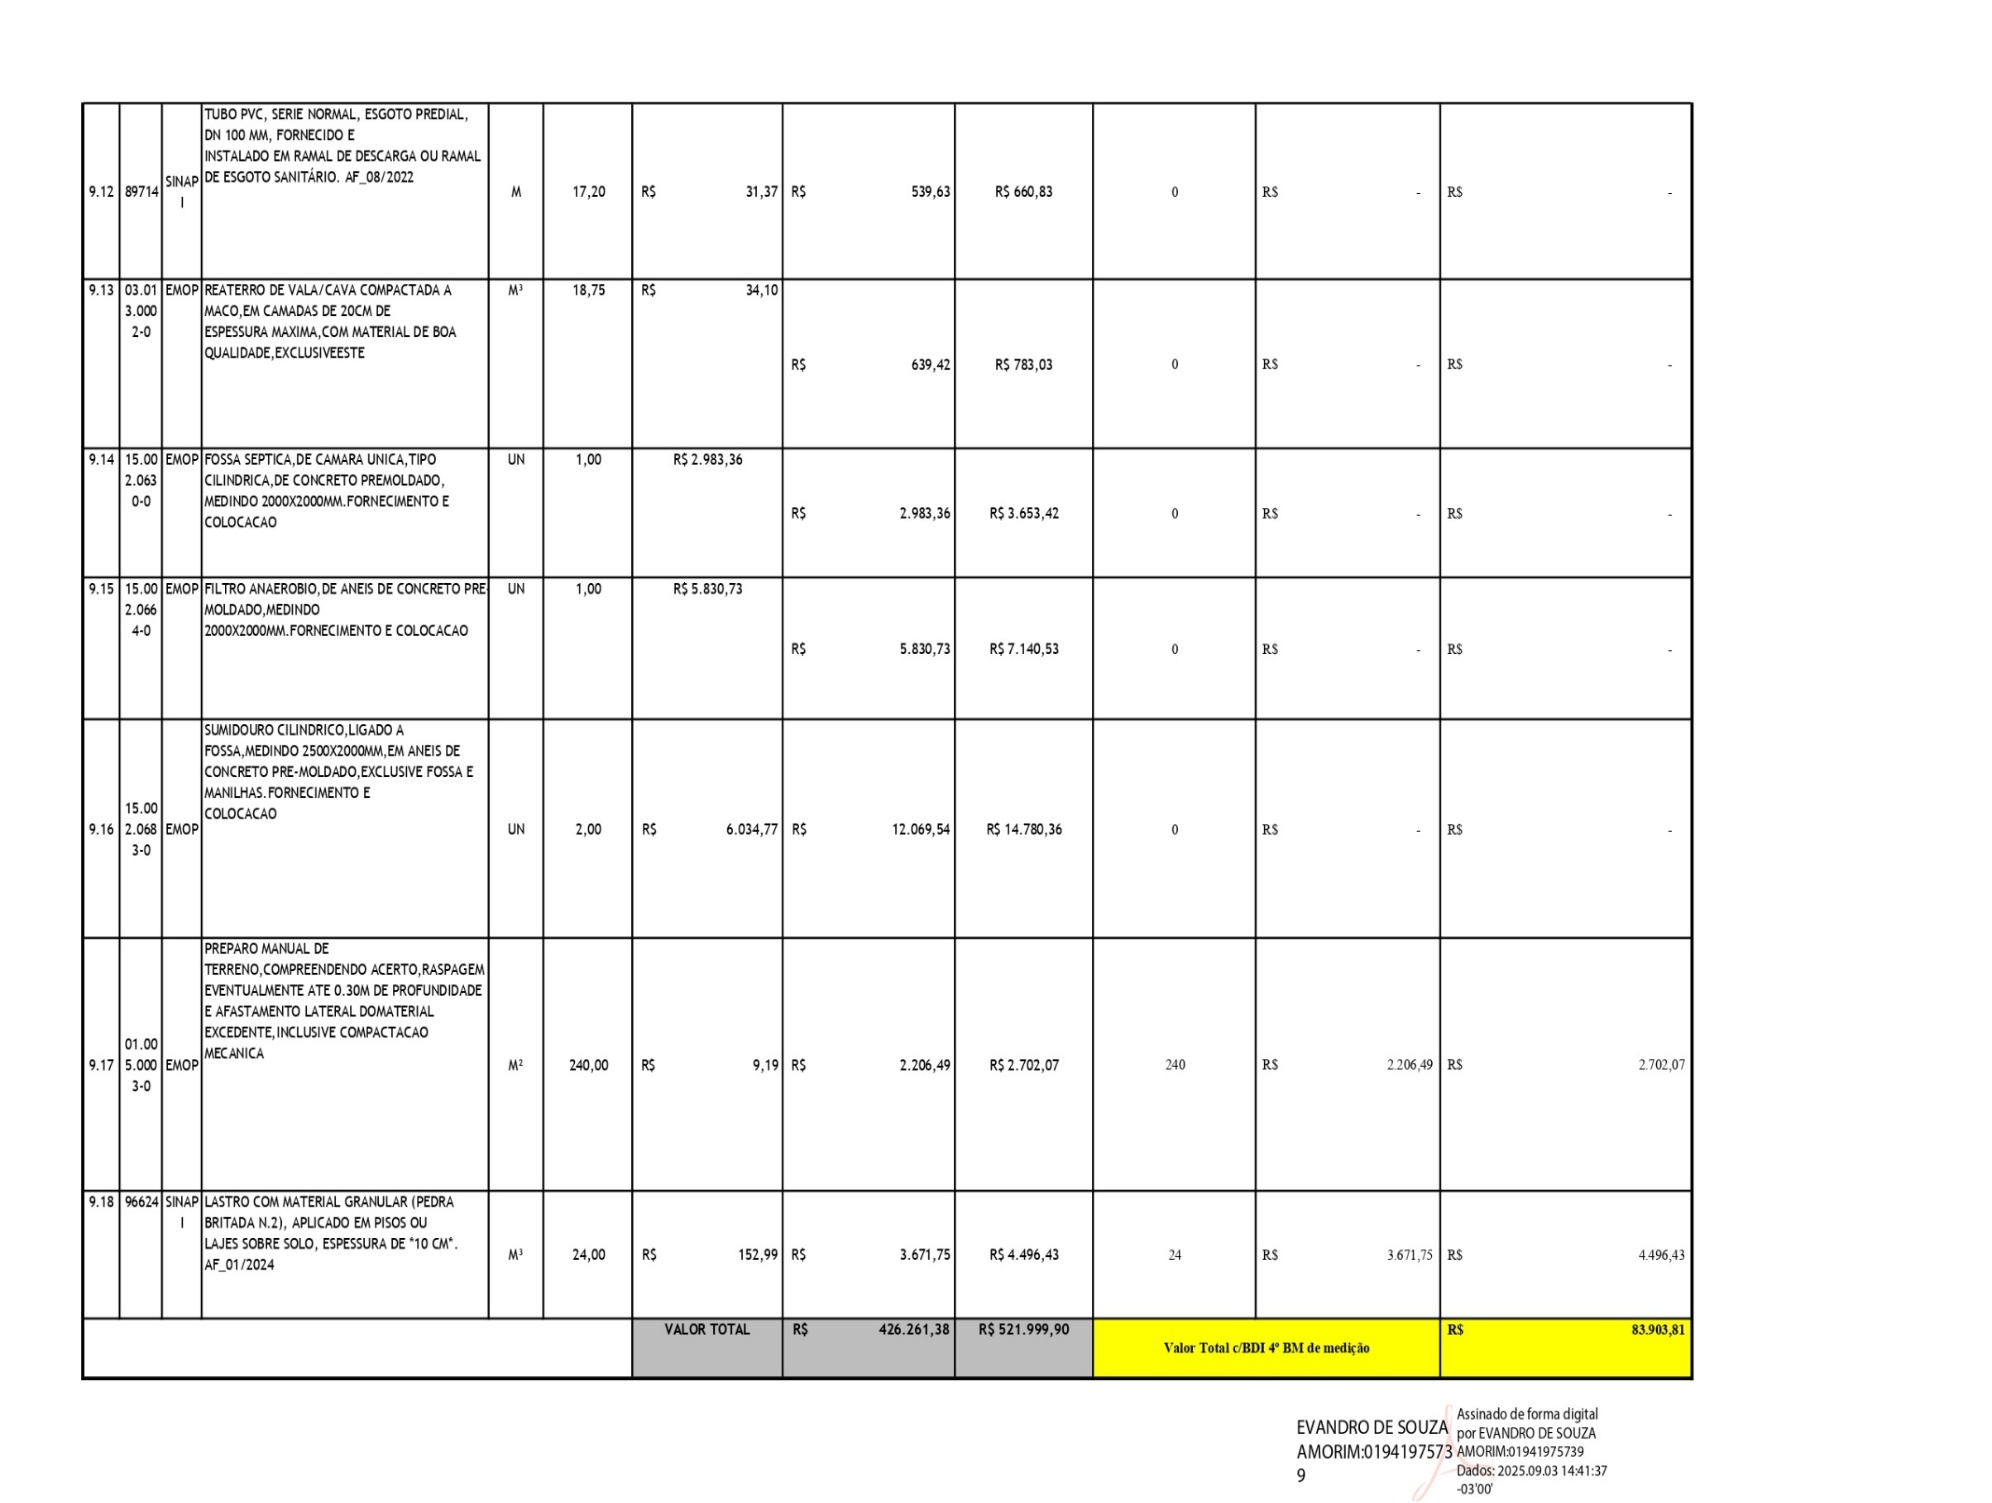 TUBO PVC, SERIE NORMAL, ESGOTO PREDIAL,
DN 100 MM, FORNECIDO E
INSTALADO EM RAMAL DE DESCARGA OU RAMAL
DE ESGOTO SANITÁRIO. AF_08/2022
9.12 89714 SINAP
I
M 17,20 R$ 31,37 R$ 539,63 R$ 660,83 0 R$ - R$ -
9.13 03.01 EMOP REATERRO DE VALA/CAVA COMPACTADA A M³ 18,75 R$ 34,10
3.000 MACO,EM CAMADAS DE 20CM DE
2-0 ESPESSURA MAXIMA,COM MATERIAL DE BOA
QUALIDADE,EXCLUSIVEESTE
R$ 639,42 R$ 783,03 0 R$ - R$ -
9.14 15.00 EMOP FOSSA SEPTICA,DE CAMARA UNICA,TIPO UN 1,00 R$ 2.983,36
2.063 CILINDRICA,DE CONCRETO PREMOLDADO,
0-0 MEDINDO 2000X2000MM.FORNECIMENTO E
COLOCACAO
R$ 2.983,36 R$ 3.653,42 0 R$ - R$ -
9.15 15.00 EMOP FILTRO ANAEROBIO,DE ANEIS DE CONCRETO PRE- UN 1,00 R$ 5.830,73
2.066 MOLDADO,MEDINDO
4-0 2000X2000MM.FORNECIMENTO E COLOCACAO
R$ 5.830,73 R$ 7.140,53 0 R$ - R$ -
SUMIDOURO CILINDRICO,LIGADO A
FOSSA,MEDINDO 2500X2000MM,EM ANEIS DE
CONCRETO PRE-MOLDADO,EXCLUSIVE FOSSA E
MANILHAS.FORNECIMENTO E
COLOCACAO
15.00
9.16 2.068 EMOP UN 2,00 R$ 6.034,77 R$ 12.069,54 R$ 14.780,36 0 R$ - R$ -
3-0
PREPARO MANUAL DE
TERRENO,COMPREENDENDO ACERTO,RASPAGEM
EVENTUALMENTE ATE 0.30M DE PROFUNDIDADE
E AFASTAMENTO LATERAL DOMATERIAL
EXCEDENTE,INCLUSIVE COMPACTACAO
MECANICA
01.00
9.17 5.000 EMOP M² 240,00 R$ 9,19 R$ 2.206,49 R$ 2.702,07 240 R$ 2.206,49 R$ 2.702,07
3-0
9.18 96624 SINAP LASTRO COM MATERIAL GRANULAR (PEDRA
I BRITADA N.2), APLICADO EM PISOS OU
LAJES SOBRE SOLO, ESPESSURA DE *10 CM*.
AF_01/2024
M³ 24,00 R$ 152,99 R$ 3.671,75 R$ 4.496,43 24 R$ 3.671,75 R$ 4.496,43
VALOR TOTAL R$ 426.261,38 R$ 521.999,90 R$ 83.903,81
Valor Total c/BDI 4º BM de medição
EVANDRO DE SOUZA
AMORIM:0194197573
9
Assinado de forma digital
por EVANDRO DE SOUZA
AMORIM:01941975739
Dados: 2025.09.03 14:41:37
-03'00'